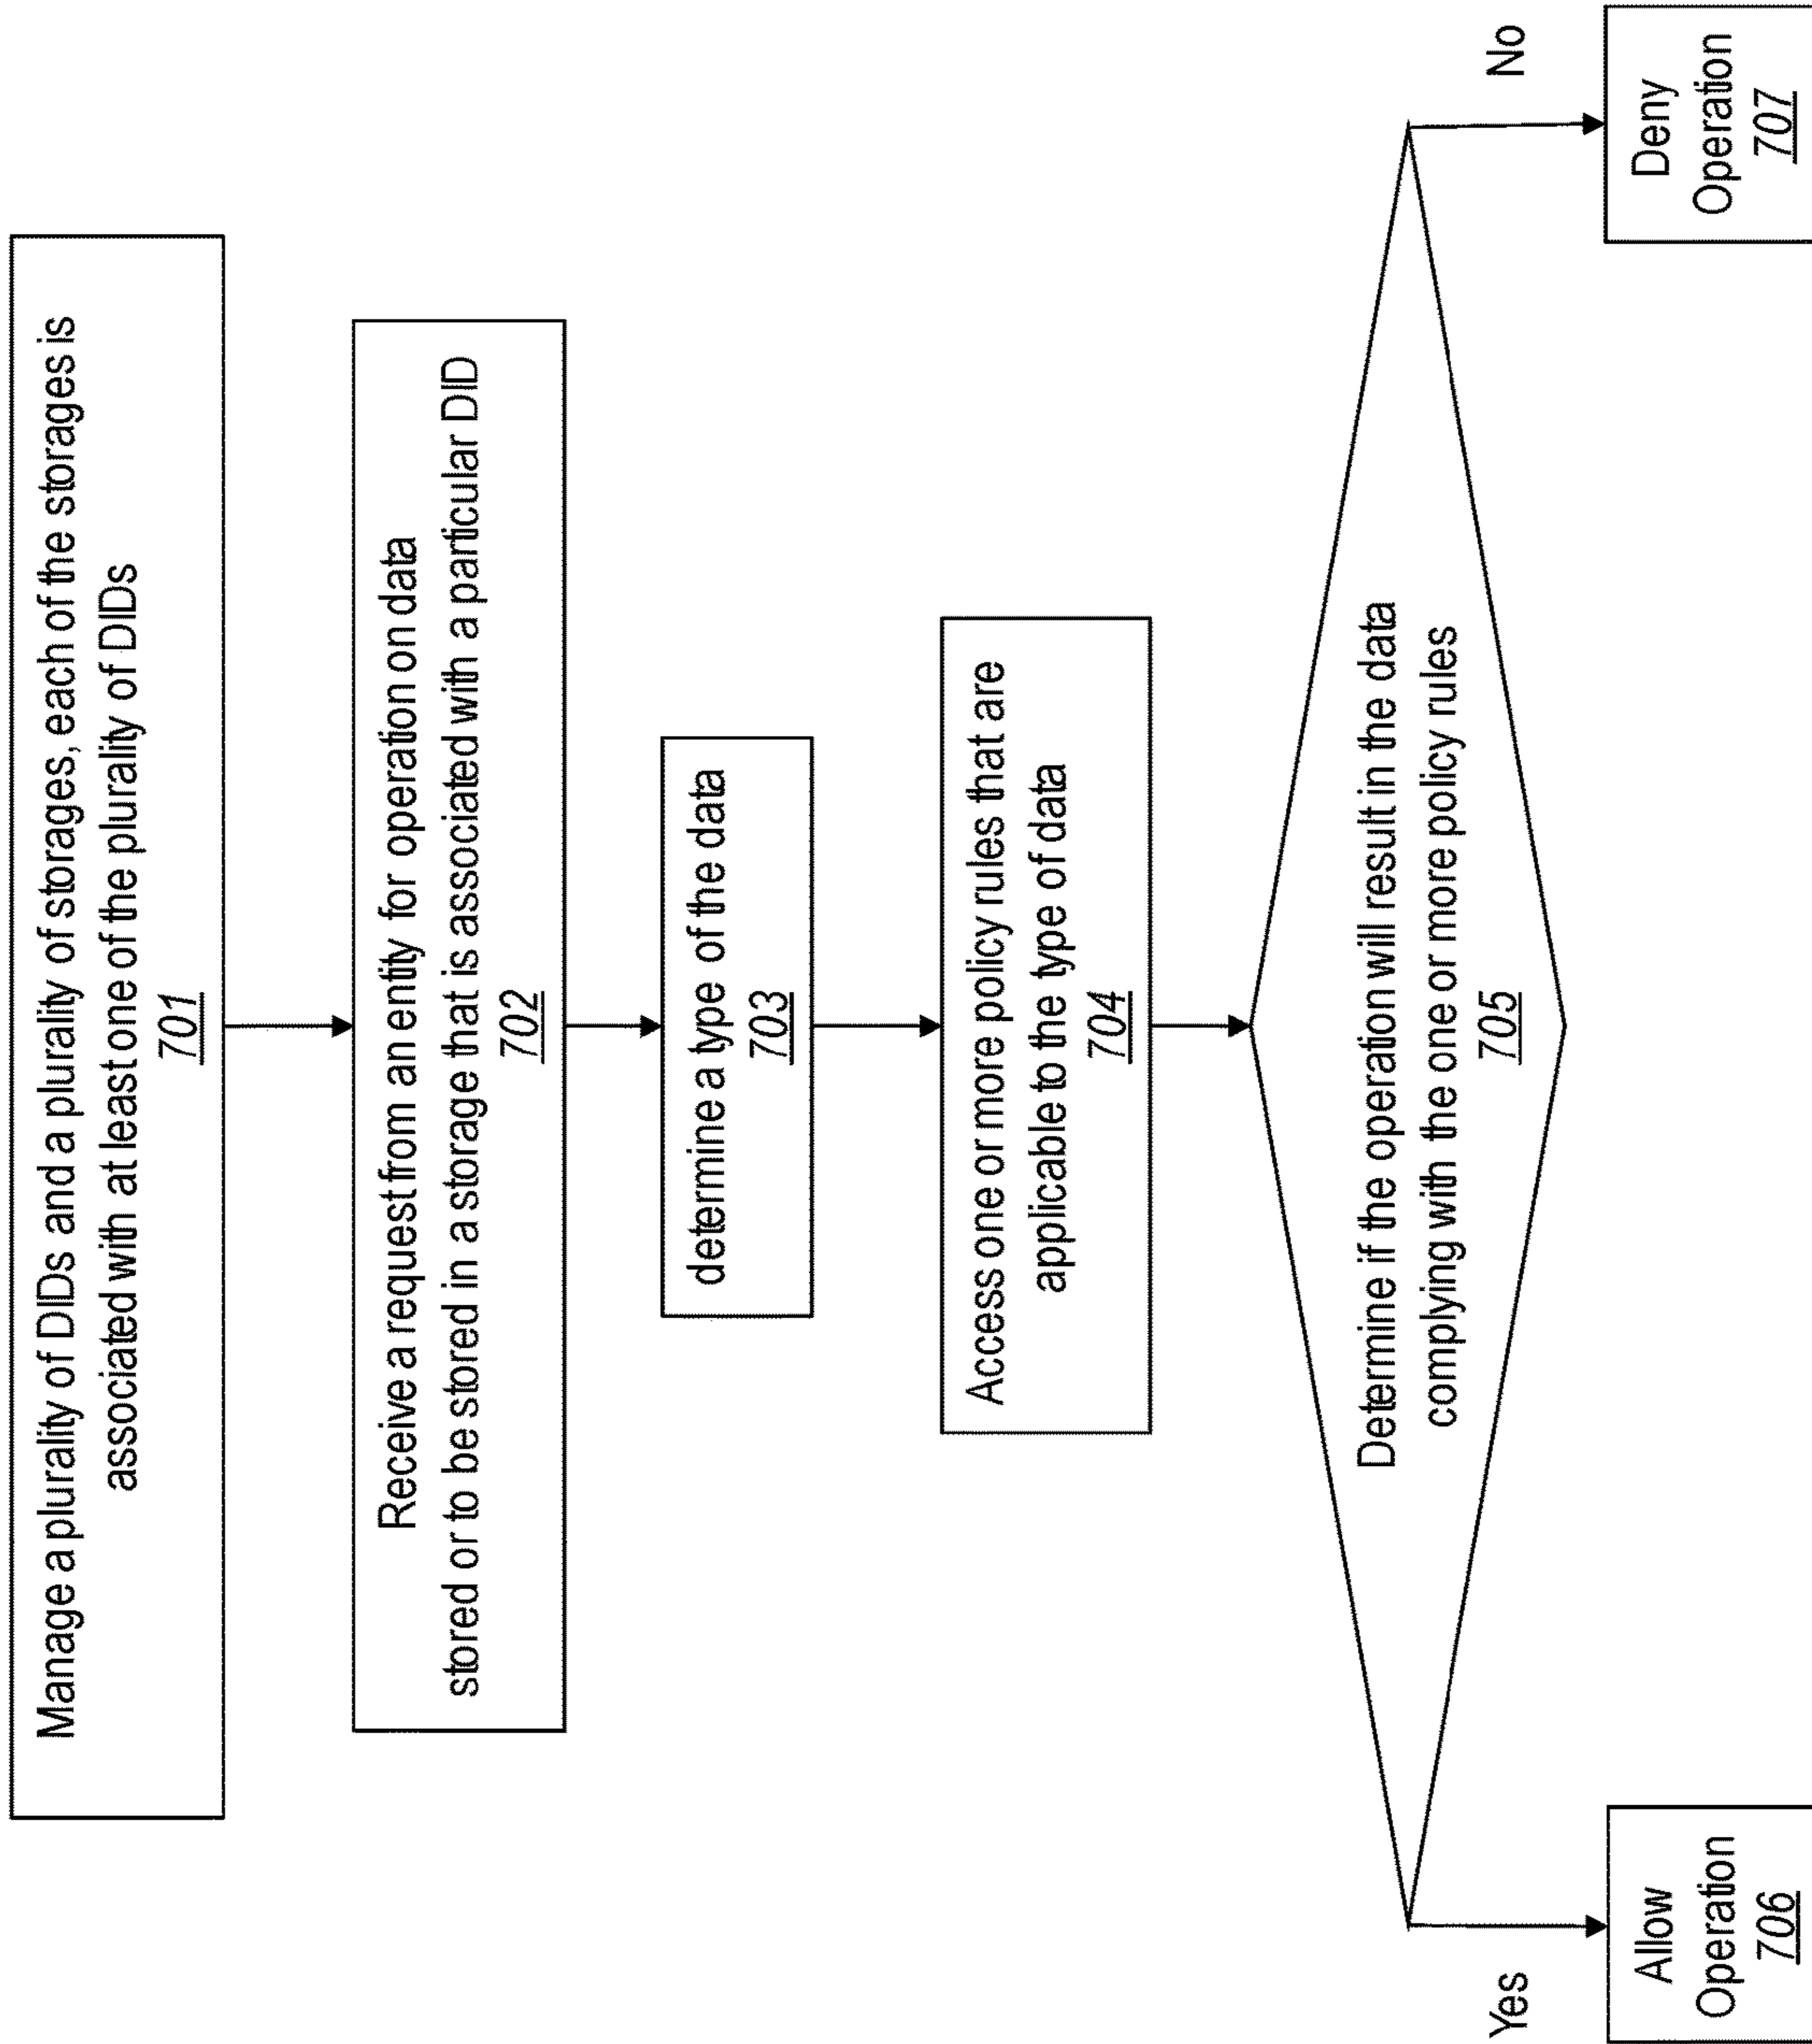 Manage a plurality of DIDs and a plurality of storages, each of the storages is
associated with at least one of the plurality of DIDs
701
Receive a request from an entity for operation on data
stored or to be stored in a storage that is associated with a particular DID
702
determine a type of the data
703
Access one or more policy rules that are
applicable to the type of data
704
Determine if the operation will result in the data
complying with the one or more policy rules
705
Yes
No
Allow
Operation
706
Deny
Operation
707